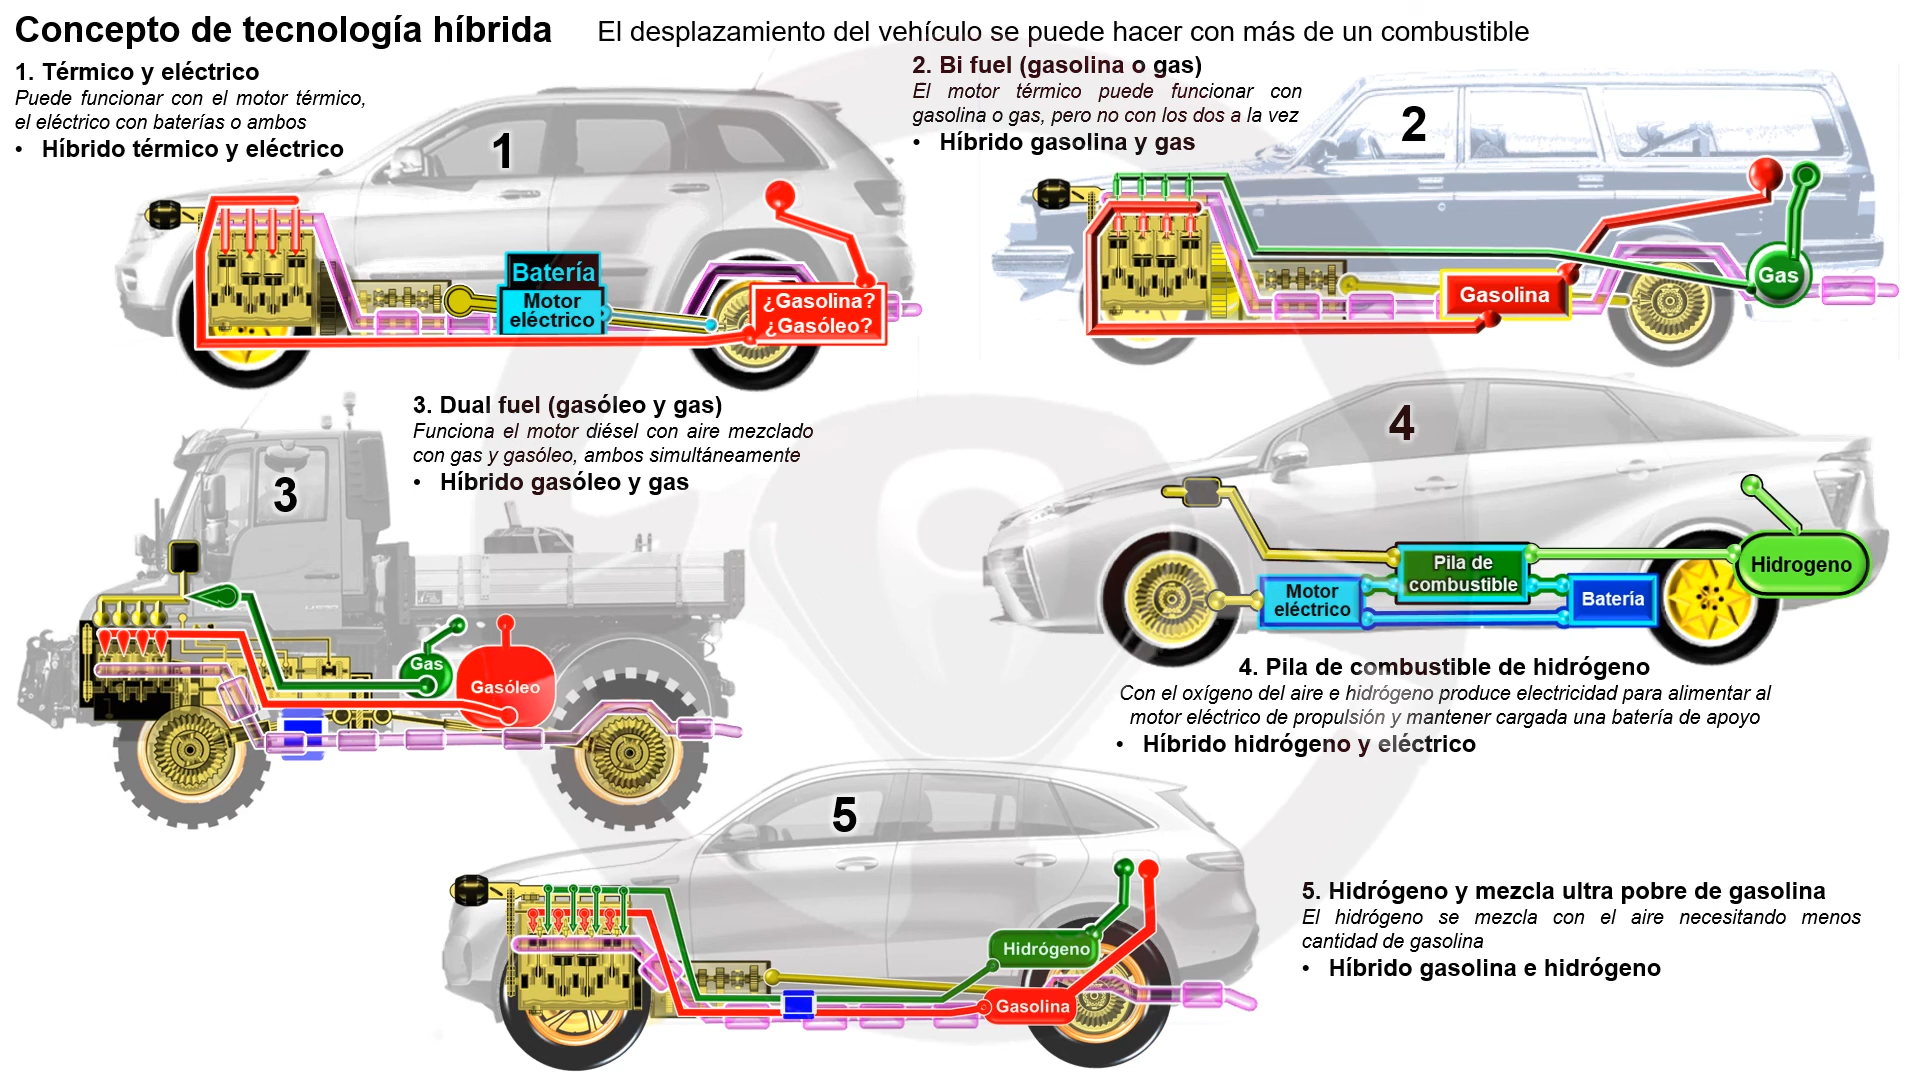 Concepto de tecnología híbrida
El desplazamiento del vehículo se puede hacer con más de un combustible
1. Térmico y eléctrico
Puede funcionar con el motor térmico,
el eléctrico con baterías o ambos
• Híbrido térmico y eléctrico
1
Batería
Motor
eléctrico
¿Gasolina?
¿Gasóleo?
2. Bi fuel (gasolina o gas)
El motor térmico puede funcionar con
gasolina o gas, pero no con los dos a la vez
• Híbrido gasolina y gas
2
Gasolina
Gas
3. Dual fuel (gasóleo y gas)
Funciona el motor diésel con aire mezclado
con gas y gasóleo, ambos simultáneamente
• Híbrido gasóleo y gas
3
Gas
Gasóleo
4
Pila de
combustible
Motor
eléctrico
Batería
Hidrogeno
4. Pila de combustible de hidrógeno
Con el oxígeno del aire e hidrógeno produce electricidad para alimentar al
motor eléctrico de propulsión y mantener cargada una batería de apoyo
• Híbrido hidrógeno y eléctrico
5
Hidrógeno
Gasolina
5. Hidrógeno y mezcla ultra pobre de gasolina
El hidrógeno se mezcla con el aire necesitando menos
cantidad de gasolina
• Híbrido gasolina e hidrógeno